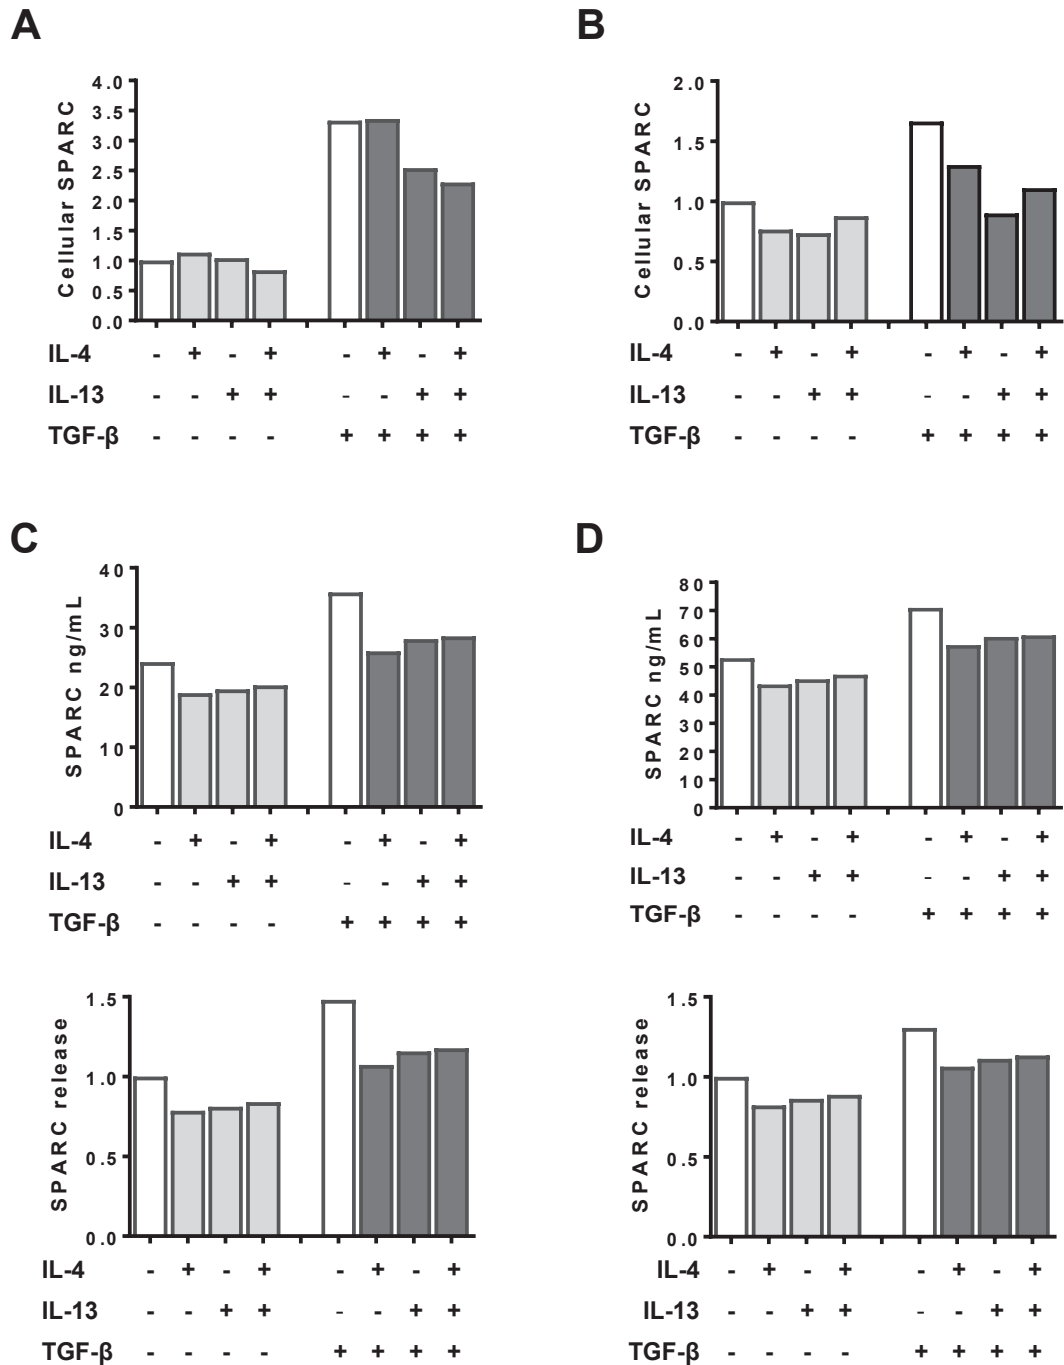 A
Cellular SPARC
4.0
3.5
3.0
2.5
2.0
1.5
1.0
0.5
0.0
IL-4 - + - + - + - +
IL-13 - - + + - - + +
TGF-β - - - - + + + +
B
Cellular SPARC
2.0
1.5
1.0
0.5
0.0
IL-4 - + - + - + - +
IL-13 - - + + - - + +
TGF-β - - - - + + + +
C
SPARC ng/mL
40
30
20
10
0
IL-4 - + - + - + - +
IL-13 - - + + - - + +
TGF-β - - - - + + + +
SPARC release
1.5
1.0
0.5
0.0
IL-4 - + - + - + - +
IL-13 - - + + - - + +
TGF-β - - - - + + + +
D
SPARC ng/mL
80
70
60
50
40
30
20
10
0
IL-4 - + - + - + - +
IL-13 - - + + - - + +
TGF-β - - - - + + + +
SPARC release
1.5
1.0
0.5
0.0
IL-4 - + - + - + - +
IL-13 - - + + - - + +
TGF-β - - - - + + + +